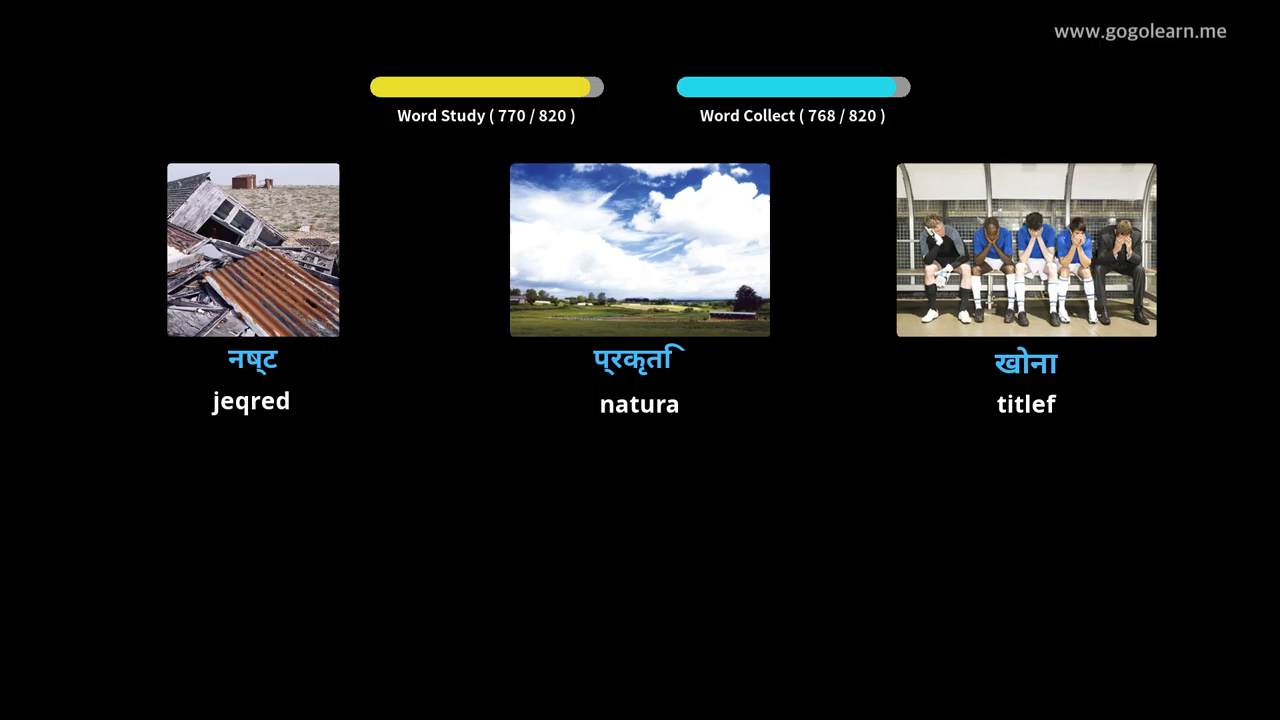 www.gogolearn.me
Word Study ( 770 / 820 )
Word Collect ( 768 / 820 )
नष्ट
jeqred
प्रकृति
natura
खोना
titlef